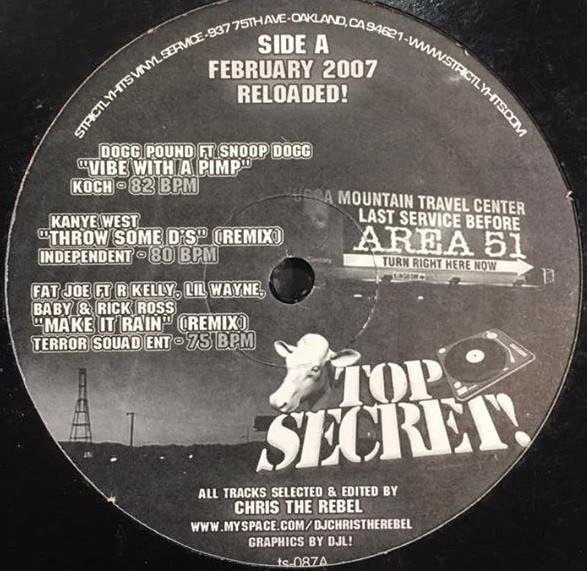 STRICTLYHITS VINYL SERVICE - 937 75TH AVE - OAKLAND, CA 94621 - WWW.STRICTLYHITS.COM
SIDE A
FEBRUARY 2007
RELOADED!
DOGG POUND FT SNOOP DOGG
"VIBE WITH A PIMP"
KOCH - 82 BPM
KANYE WEST
"THROW SOME D'S" (REMIX)
INDEPENDENT - 80 BPM
FAT JOE FT R KELLY, LIL WAYNE,
BABY & RICK ROSS
"MAKE IT RAIN" (REMIX)
TERROR SQUAD ENT - 75 BPM
YUCCA MOUNTAIN TRAVEL CENTER
LAST SERVICE BEFORE
AREA 51
TURN RIGHT HERE NOW
TOP
SECRET!
ALL TRACKS SELECTED & EDITED BY
CHRIS THE REBEL
WWW.MYSPACE.COM/DJCHRISTHEREBEL
GRAPHICS BY DJL!
ts-087A